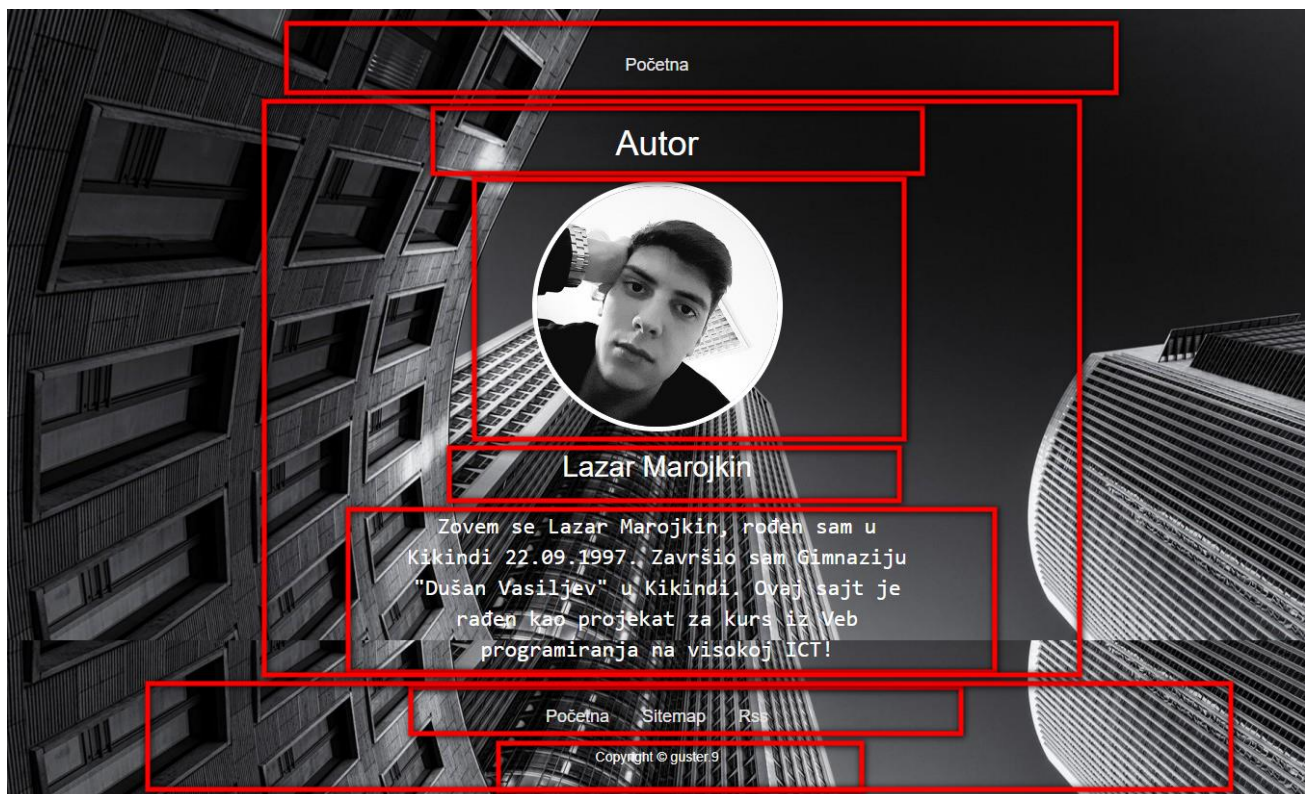 Početna
Autor
Lazar Marojkin
Zovem se Lazar Marojkin, rođen sam u
Kikindi 22.09.1997. Završio sam Gimnaziju
"Dušan Vasiljev" u Kikindi. Ovaj sajt je
rađen kao projekat za kurs iz Veb
programiranja na visokoj ICT!
Početna Sitemap Rss
Copyright © guster.9